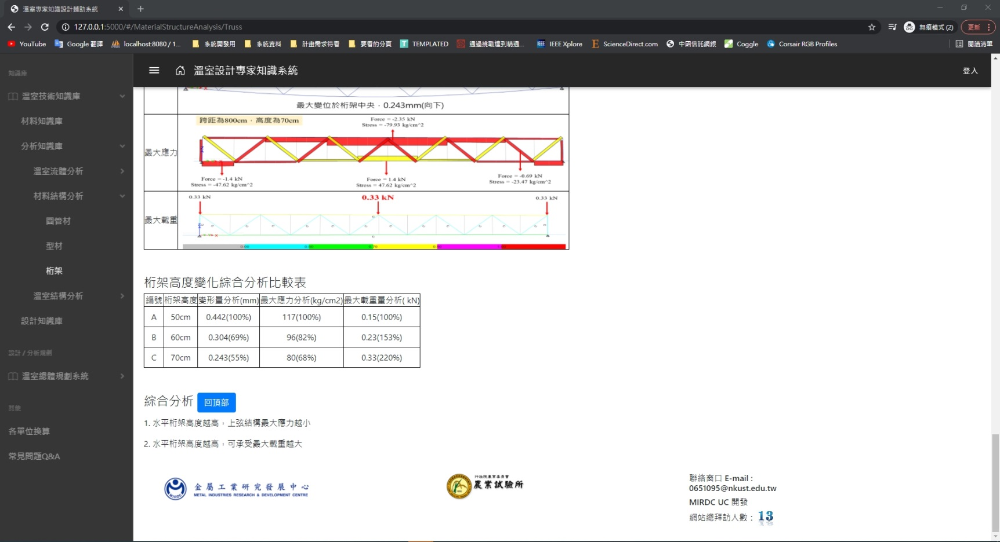 溫室專家知識設計輔助系統
127.0.0.1:5000/#/MaterialStructureAnalysis/Truss
無痕模式 (2)
更新
YouTube
Google 翻譯
localhost:8080 / 1...
系統開發用
系統資料
計畫需求待看
要看的分頁
TEMPLATED
通過挑戰達到精通...
IEEE Xplore
ScienceDirect.com
中國信託網銀
Coggle
Corsair RGB Profiles
閱讀清單
溫室設計專家知識系統
登入
知識庫
溫室技術知識庫
材料知識庫
分析知識庫
溫室流體分析
材料結構分析
圓管材
型材
桁架
溫室結構分析
設計知識庫
設計 / 分析規劃
溫室總體規劃系統
其他
各單位換算
常見問題Q&A
最大變位於桁架中央,0.243mm(向下)
最大應力
跨距為800cm,高度為70cm
Force = -2.35 kN
Stress = -79.93 kg/cm^2
Force = -1.4 kN
Stress = -47.62 kg/cm^2
Force = 1.4 kN
Stress = 47.62 kg/cm^2
Force = -0.69 kN
Stress = -23.47 kg/cm^2
最大載重
0.33 kN
0.33 kN
0.33 kN
桁架高度變化綜合分析比較表
編號 桁架高度 變形量分析(mm) 最大應力分析(kg/cm2) 最大載重量分析( kN)
A 50cm 0.442(100%) 117(100%) 0.15(100%)
B 60cm 0.304(69%) 96(82%) 0.23(153%)
C 70cm 0.243(55%) 80(68%) 0.33(220%)
綜合分析 回頂部
1. 水平桁架高度越高,上弦結構最大應力越小
2. 水平桁架高度越高,可承受最大載重越大
MIRDC
金屬工業研究發展中心
METAL INDUSTRIES RESEARCH & DEVELOPMENT CENTRE
行政院農業委員會
農業試驗所
聯絡窗口 E-mail :
0651095@nkust.edu.tw
MIRDC UC 開發
網站總拜訪人數: 13